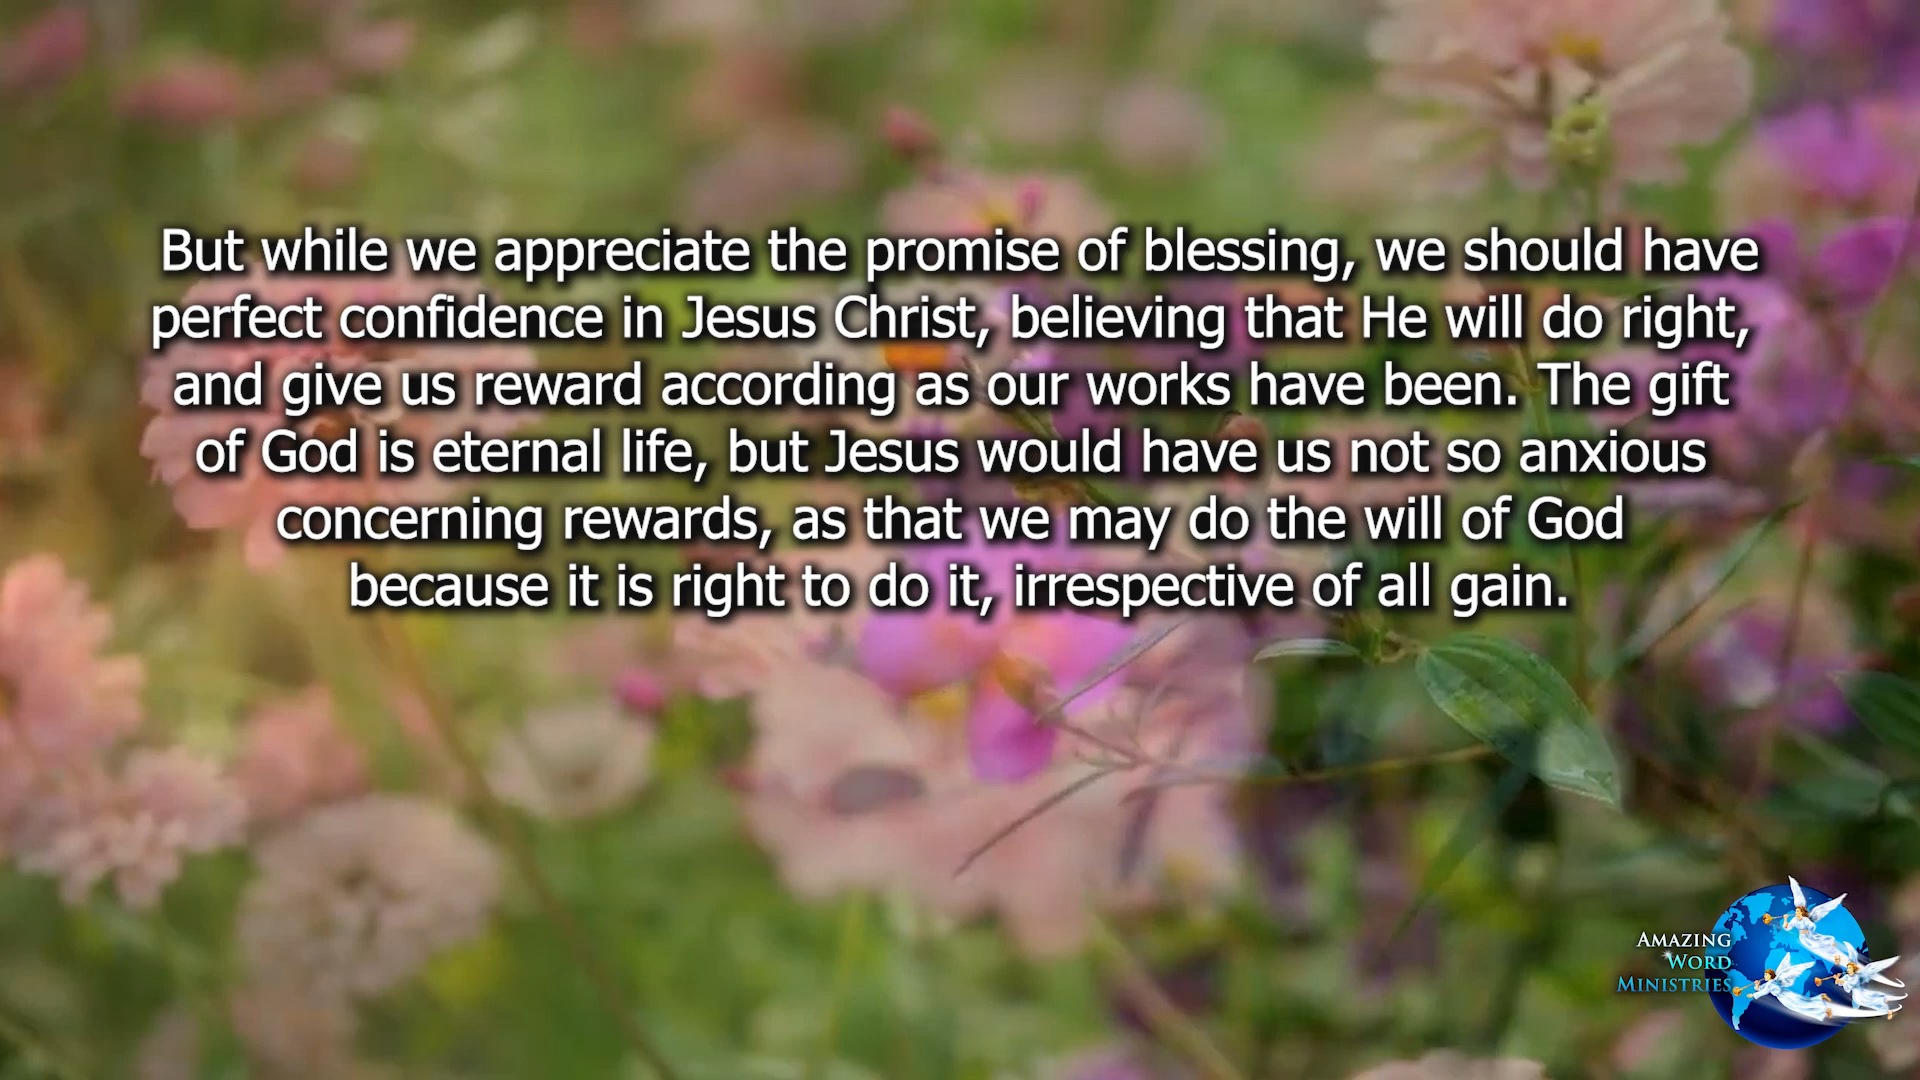 But while we appreciate the promise of blessing, we should have
perfect confidence in Jesus Christ, believing that He will do right,
and give us reward according as our works have been. The gift
of God is eternal life, but Jesus would have us not so anxious
concerning rewards, as that we may do the will of God
because it is right to do it, irrespective of all gain.
AMAZING
WORD
MINISTRIES